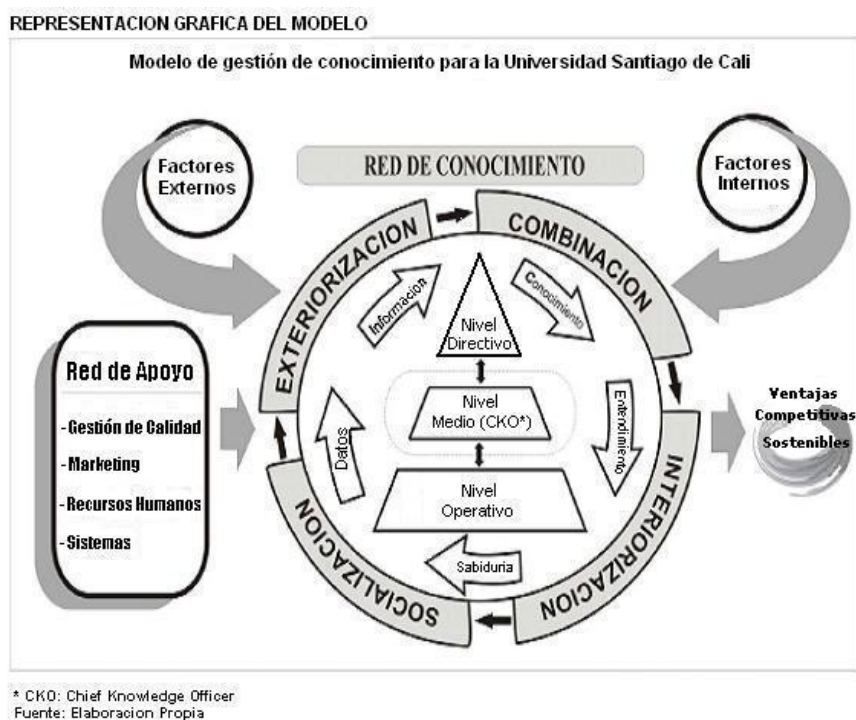 REPRESENTACION GRAFICA DEL MODELO
Modelo de gestión de conocimiento para la Universidad Santiago de Cali
Factores
Externos
RED DE CONOCIMIENTO
Factores
Internos
EXTERIORIZACION
COMBINACIÓN
Informacion
Conocimiento
Nivel
Directivo
Red de Apoyo
- Gestión de Calidad
- Marketing
- Recursos Humanos
- Sistemas
Datos
Nivel
Medio (CKO*)
Entendimiento
Ventajas
Competitivas
Sostenibles
Nivel
Operativo
Sabiduria
SOCIALIZACION
INTERIORIZACION
* CKO: Chief Knowledge Officer
Fuente: Elaboracion Propia